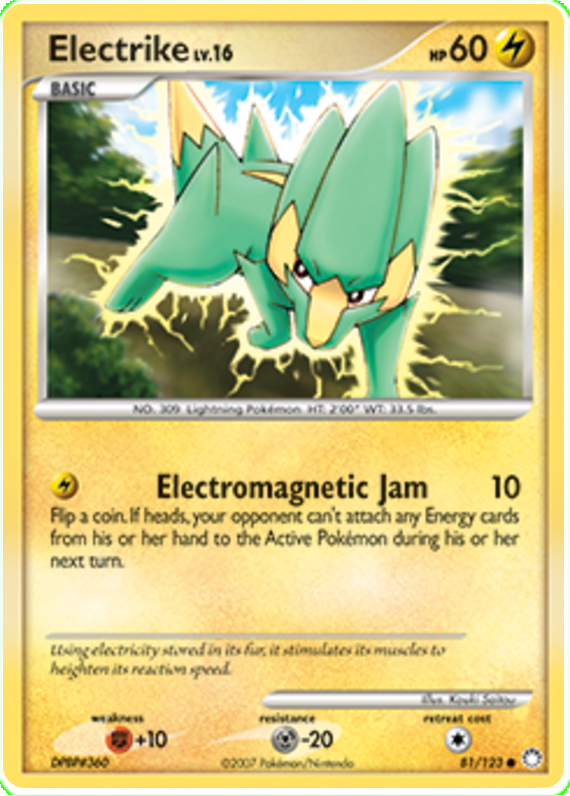 Electrike LV.16 HP 60
BASIC
NO. 309 Lightning Pokémon HT: 2'00" WT: 33.5 lbs.
Electromagnetic Jam 10
Flip a coin. If heads, your opponent can't attach any Energy cards
from his or her hand to the Active Pokémon during his or her
next turn.
Using electricity stored in its fur, it stimulates its muscles to
heighten its reaction speed.
Illus. Kouki Saitou
weakness resistance retreat cost
+10 -20
DPBP#360 ©2007 Pokémon/Nintendo 81/123